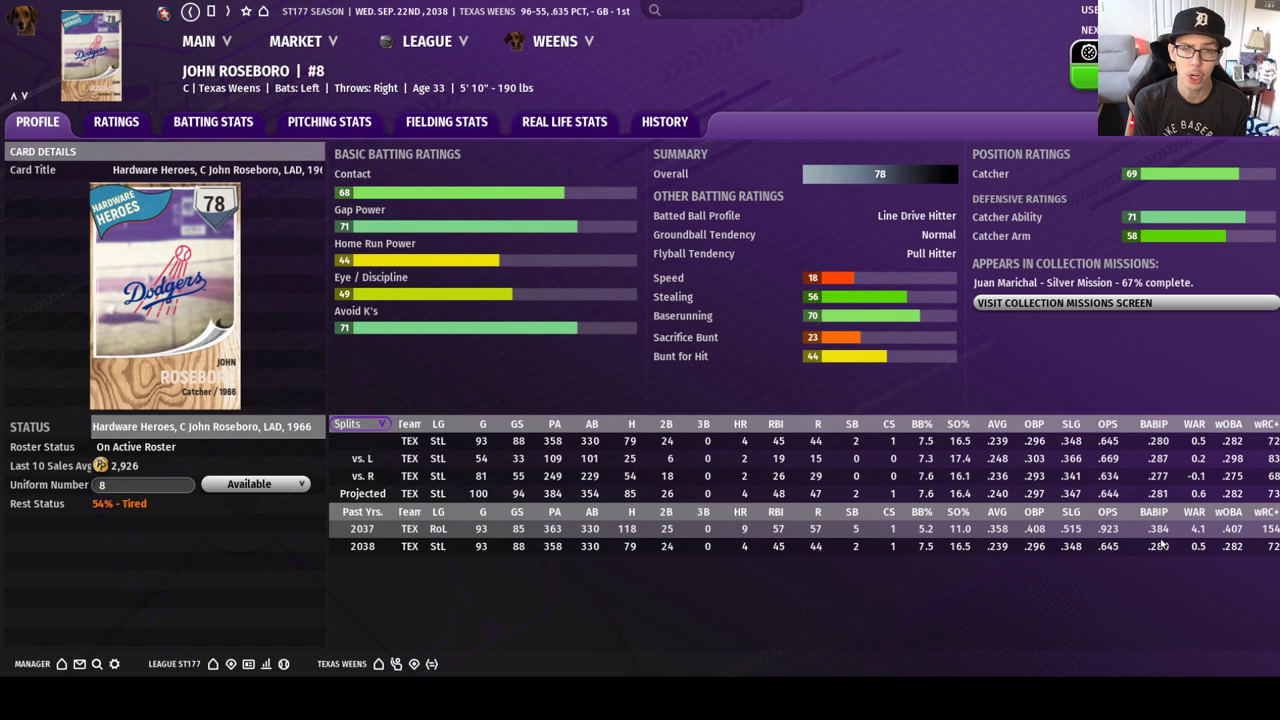 ST177 SEASON | WED. SEP. 22ND, 2038 | TEXAS WEENS 96-55, .635 PCT, - GB - 1st
MAIN MARKET LEAGUE WEENS
JOHN ROSEBORO | #8
C | Texas Weens | Bats: Left | Throws: Right | Age 33 | 5' 10" - 190 lbs
PROFILE RATINGS BATTING STATS PITCHING STATS FIELDING STATS REAL LIFE STATS HISTORY
CARD DETAILS
Card Title Hardware Heroes, C John Roseboro, LAD, 196
HARDWARE HEROES 78
Dodgers
JOHN
ROSEBORO
Catcher / 1966
BASIC BATTING RATINGS
Contact
68
Gap Power
71
Home Run Power
44
Eye / Discipline
49
Avoid K's
71
SUMMARY
Overall 78
OTHER BATTING RATINGS
Batted Ball Profile Line Drive Hitter
Groundball Tendency Normal
Flyball Tendency Pull Hitter
Speed 18
Stealing 56
Baserunning 70
Sacrifice Bunt 23
Bunt for Hit 44
POSITION RATINGS
Catcher 69
DEFENSIVE RATINGS
Catcher Ability 71
Catcher Arm 58
APPEARS IN COLLECTION MISSIONS:
Juan Marichal - Silver Mission - 67% complete.
VISIT COLLECTION MISSIONS SCREEN
STATUS Hardware Heroes, C John Roseboro, LAD, 1966
Roster Status On Active Roster
Last 10 Sales Avg PP 2,926
Uniform Number 8 Available
Rest Status 54% - Tired
Splits Team LG G GS PA AB H 2B 3B HR RBI R SB CS BB% SO% AVG OBP SLG OPS BABIP WAR wOBA wRC+
TEX StL 93 88 358 330 79 24 0 4 45 44 2 1 7.5 16.5 .239 .296 .348 .645 .280 0.5 .282 72
vs. L TEX StL 54 33 109 101 25 6 0 2 19 15 0 0 7.3 17.4 .248 .303 .366 .669 .287 0.2 .298 83
vs. R TEX StL 81 55 249 229 54 18 0 2 26 29 2 1 7.6 16.1 .236 .293 .341 .634 .277 -0.1 .275 68
Projected TEX StL 100 94 384 354 85 26 0 4 48 47 2 1 7.6 16.4 .240 .297 .347 .644 .281 0.6 .282 73
Past Yrs. Team LG G GS PA AB H 2B 3B HR RBI R SB CS BB% SO% AVG OBP SLG OPS BABIP WAR wOBA wRC+
2037 TEX RoL 93 85 363 330 118 25 0 9 57 57 5 1 5.2 11.0 .358 .408 .515 .923 .384 4.1 .407 154
2038 TEX StL 93 88 358 330 79 24 0 4 45 44 2 1 7.5 16.5 .239 .296 .348 .645 .280 0.5 .282 72
MANAGER LEAGUE ST177 TEXAS WEENS